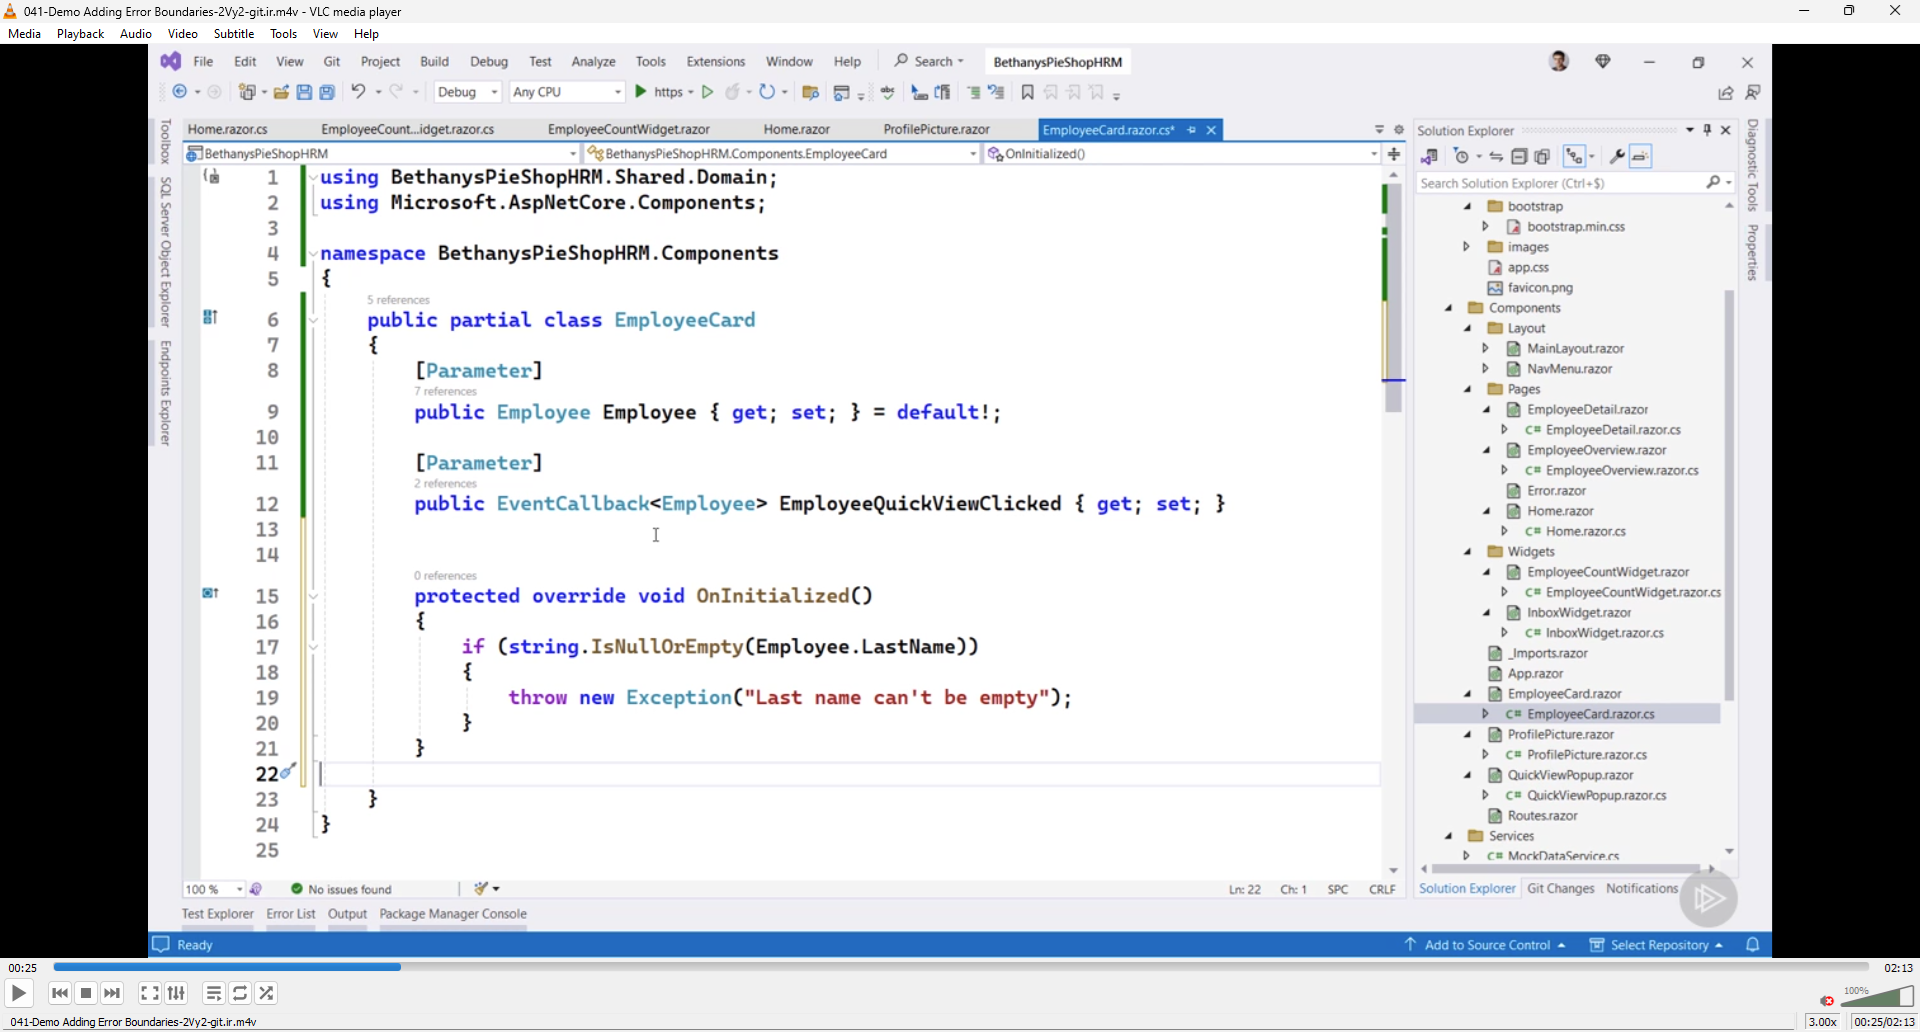 041-Demo Adding Error Boundaries-2Vy2-git.ir.m4v - VLC media player
Media Playback Audio Video Subtitle Tools View Help
File Edit View Git Project Build Debug Test Analyze Tools Extensions Window Help Search BethanysPieShopHRM
Debug Any CPU https
Home.razor.cs EmployeeCount...idget.razor.cs EmployeeCountWidget.razor Home.razor ProfilePicture.razor EmployeeCard.razor.cs*
BethanysPieShopHRM BethanysPieShopHRM.Components.EmployeeCard OnInitialized()
Toolbox
SQL Server Object Explorer
Endpoints Explorer
1 using BethanysPieShopHRM.Shared.Domain;
2 using Microsoft.AspNetCore.Components;
3
4 namespace BethanysPieShopHRM.Components
5 {
5 references
6 public partial class EmployeeCard
7 {
8 [Parameter]
7 references
9 public Employee Employee { get; set; } = default!;
10
11 [Parameter]
2 references
12 public EventCallback<Employee> EmployeeQuickViewClicked { get; set; }
13
14
0 references
15 protected override void OnInitialized()
16 {
17 if (string.IsNullOrEmpty(Employee.LastName))
18 {
19 throw new Exception("Last name can't be empty");
20 }
21 }
22
23 }
24 }
25
100 % No issues found Ln: 22 Ch: 1 SPC CRLF
Solution Explorer
Search Solution Explorer (Ctrl+$)
bootstrap
bootstrap.min.css
images
app.css
favicon.png
Components
Layout
MainLayout.razor
NavMenu.razor
Pages
EmployeeDetail.razor
C# EmployeeDetail.razor.cs
EmployeeOverview.razor
C# EmployeeOverview.razor.cs
Error.razor
Home.razor
C# Home.razor.cs
Widgets
EmployeeCountWidget.razor
C# EmployeeCountWidget.razor.cs
InboxWidget.razor
C# InboxWidget.razor.cs
_Imports.razor
App.razor
EmployeeCard.razor
C# EmployeeCard.razor.cs
ProfilePicture.razor
C# ProfilePicture.razor.cs
QuickViewPopup.razor
C# QuickViewPopup.razor.cs
Routes.razor
Services
C# MockDataService.cs
Solution Explorer Git Changes Notifications
Diagnostic Tools
Properties
Test Explorer Error List Output Package Manager Console
Ready Add to Source Control Select Repository
00:25 02:13
100%
041-Demo Adding Error Boundaries-2Vy2-git.ir.m4v 3.00x 00:25/02:13